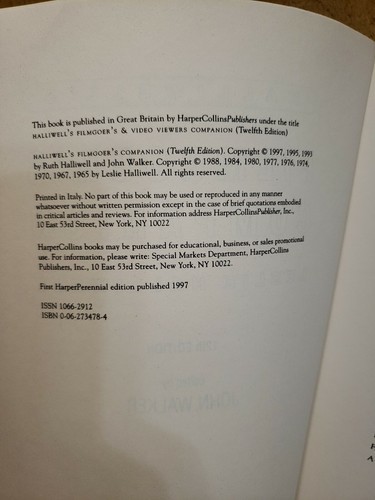 This book is published in Great Britain by HarperCollinsPublishers under the title
HALLIWELL'S FILMGOER'S & VIDEO VIEWERS COMPANION (Twelfth Edition)
HALLIWELL'S FILMGOER'S COMPANION (Twelfth Edition). Copyright © 1997, 1995, 1993
by Ruth Halliwell and John Walker. Copyright © 1988, 1984, 1980, 1977, 1976, 1974,
1970, 1967, 1965 by Leslie Halliwell. All rights reserved.
Printed in Italy. No part of this book may be used or reproduced in any manner
whatsoever without written permission except in the case of brief quotations embodied
in critical articles and reviews. For information address HarperCollinsPublisher, Inc.,
10 East 53rd Street, New York, NY 10022
HarperCollins books may be purchased for educational, business, or sales promotional
use. For information, please write: Special Markets Department, HarperCollins
Publishers, Inc., 10 East 53rd Street, New York, NY 10022.
First HarperPerennial edition published 1997
ISSN 1066-2912
ISBN 0-06-273478-4
JOHN WALKER